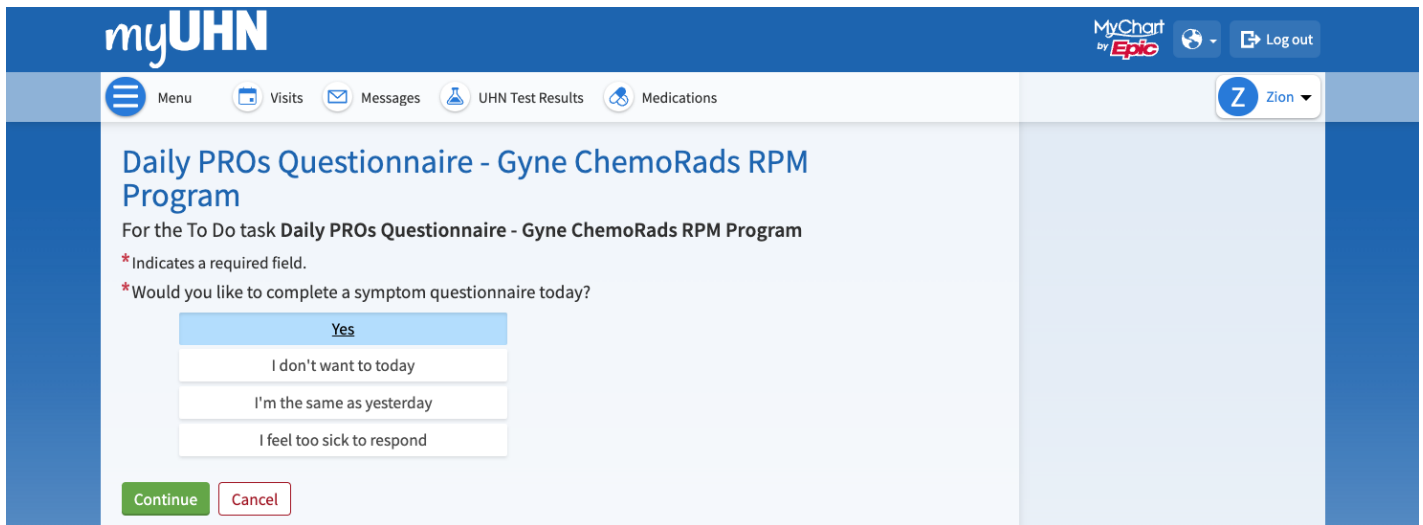 myUHN
MyChart
by Epic
Log out
Menu
Visits
Messages
UHN Test Results
Medications
Z
Zion
Daily PROs Questionnaire - Gyne ChemoRads RPM
Program
For the To Do task Daily PROs Questionnaire - Gyne ChemoRads RPM Program
*Indicates a required field.
*Would you like to complete a symptom questionnaire today?
Yes
I don't want to today
I'm the same as yesterday
I feel too sick to respond
Continue
Cancel